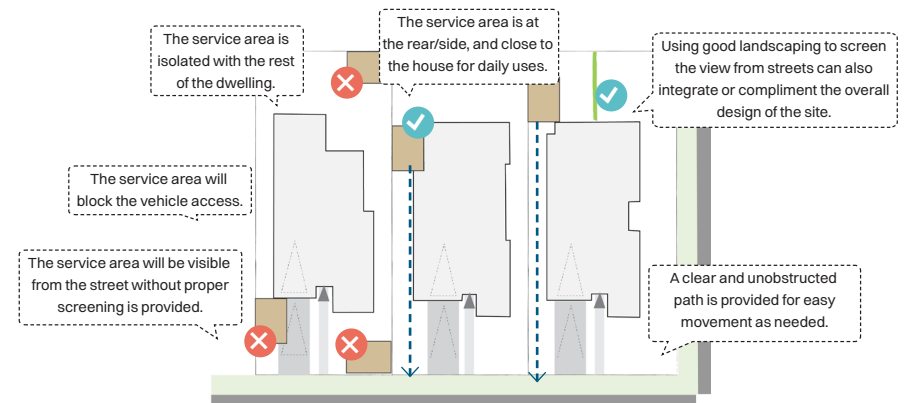 The service area is
isolated with the rest
of the dwelling.
The service area is at
the rear/side, and close to
the house for daily uses.
Using good landscaping to screen
the view from streets can also
integrate or compliment the overall
design of the site.
The service area will
block the vehicle access.
The service area will be visible
from the street without proper
screening is provided.
A clear and unobstructed
path is provided for easy
movement as needed.